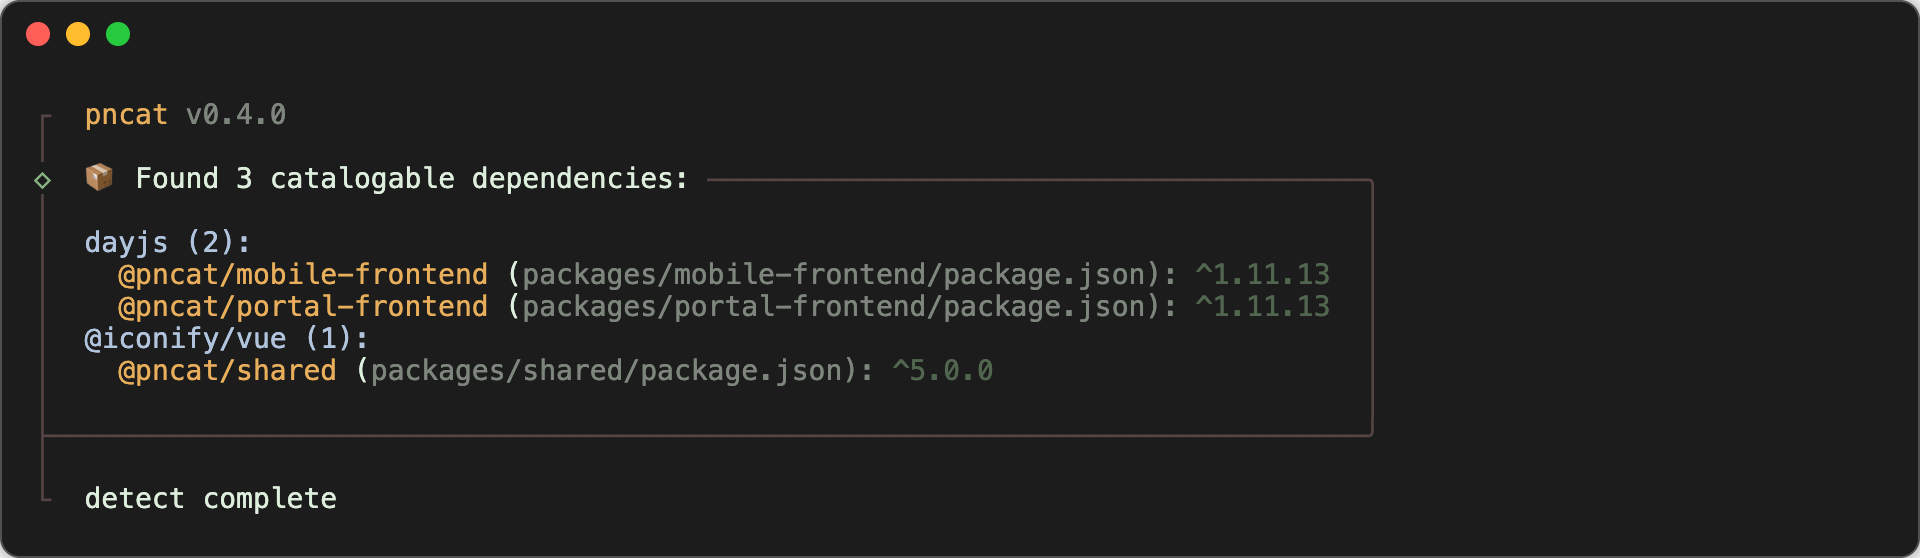 pncat v0.4.0
📦 Found 3 catalogable dependencies:
dayjs (2):
@pncat/mobile-frontend (packages/mobile-frontend/package.json): ^1.11.13
@pncat/portal-frontend (packages/portal-frontend/package.json): ^1.11.13
@iconify/vue (1):
@pncat/shared (packages/shared/package.json): ^5.0.0
detect complete